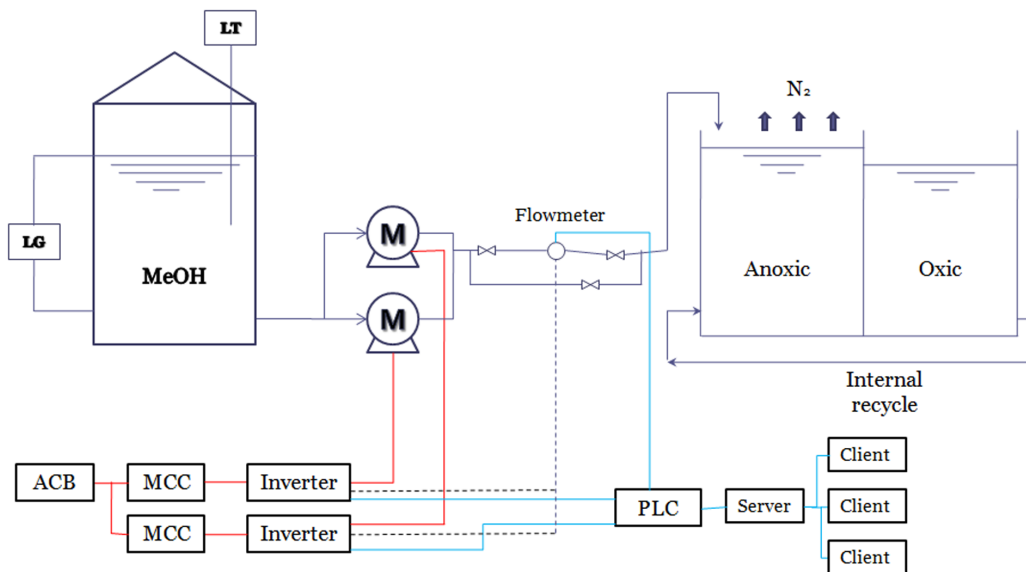 LT
N₂
M
Flowmeter
LG
MeOH
Anoxic
Oxic
M
Internal
recycle
Client
ACB
MCC
Inverter
PLC
Server
Client
MCC
Inverter
Client